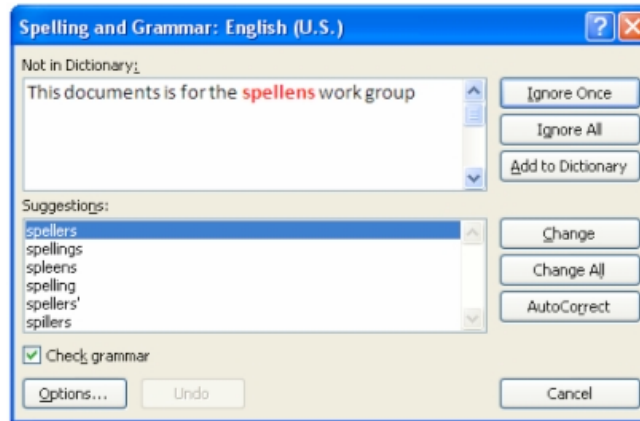 Spelling and Grammar: English (U.S.)
Not in Dictionary:
This documents is for the spellens work group
Ignore Once
Ignore All
Add to Dictionary
Suggestions:
spellers
spellings
spleens
spelling
spellers'
spillers
Change
Change All
AutoCorrect
Check grammar
Options...
Undo
Cancel